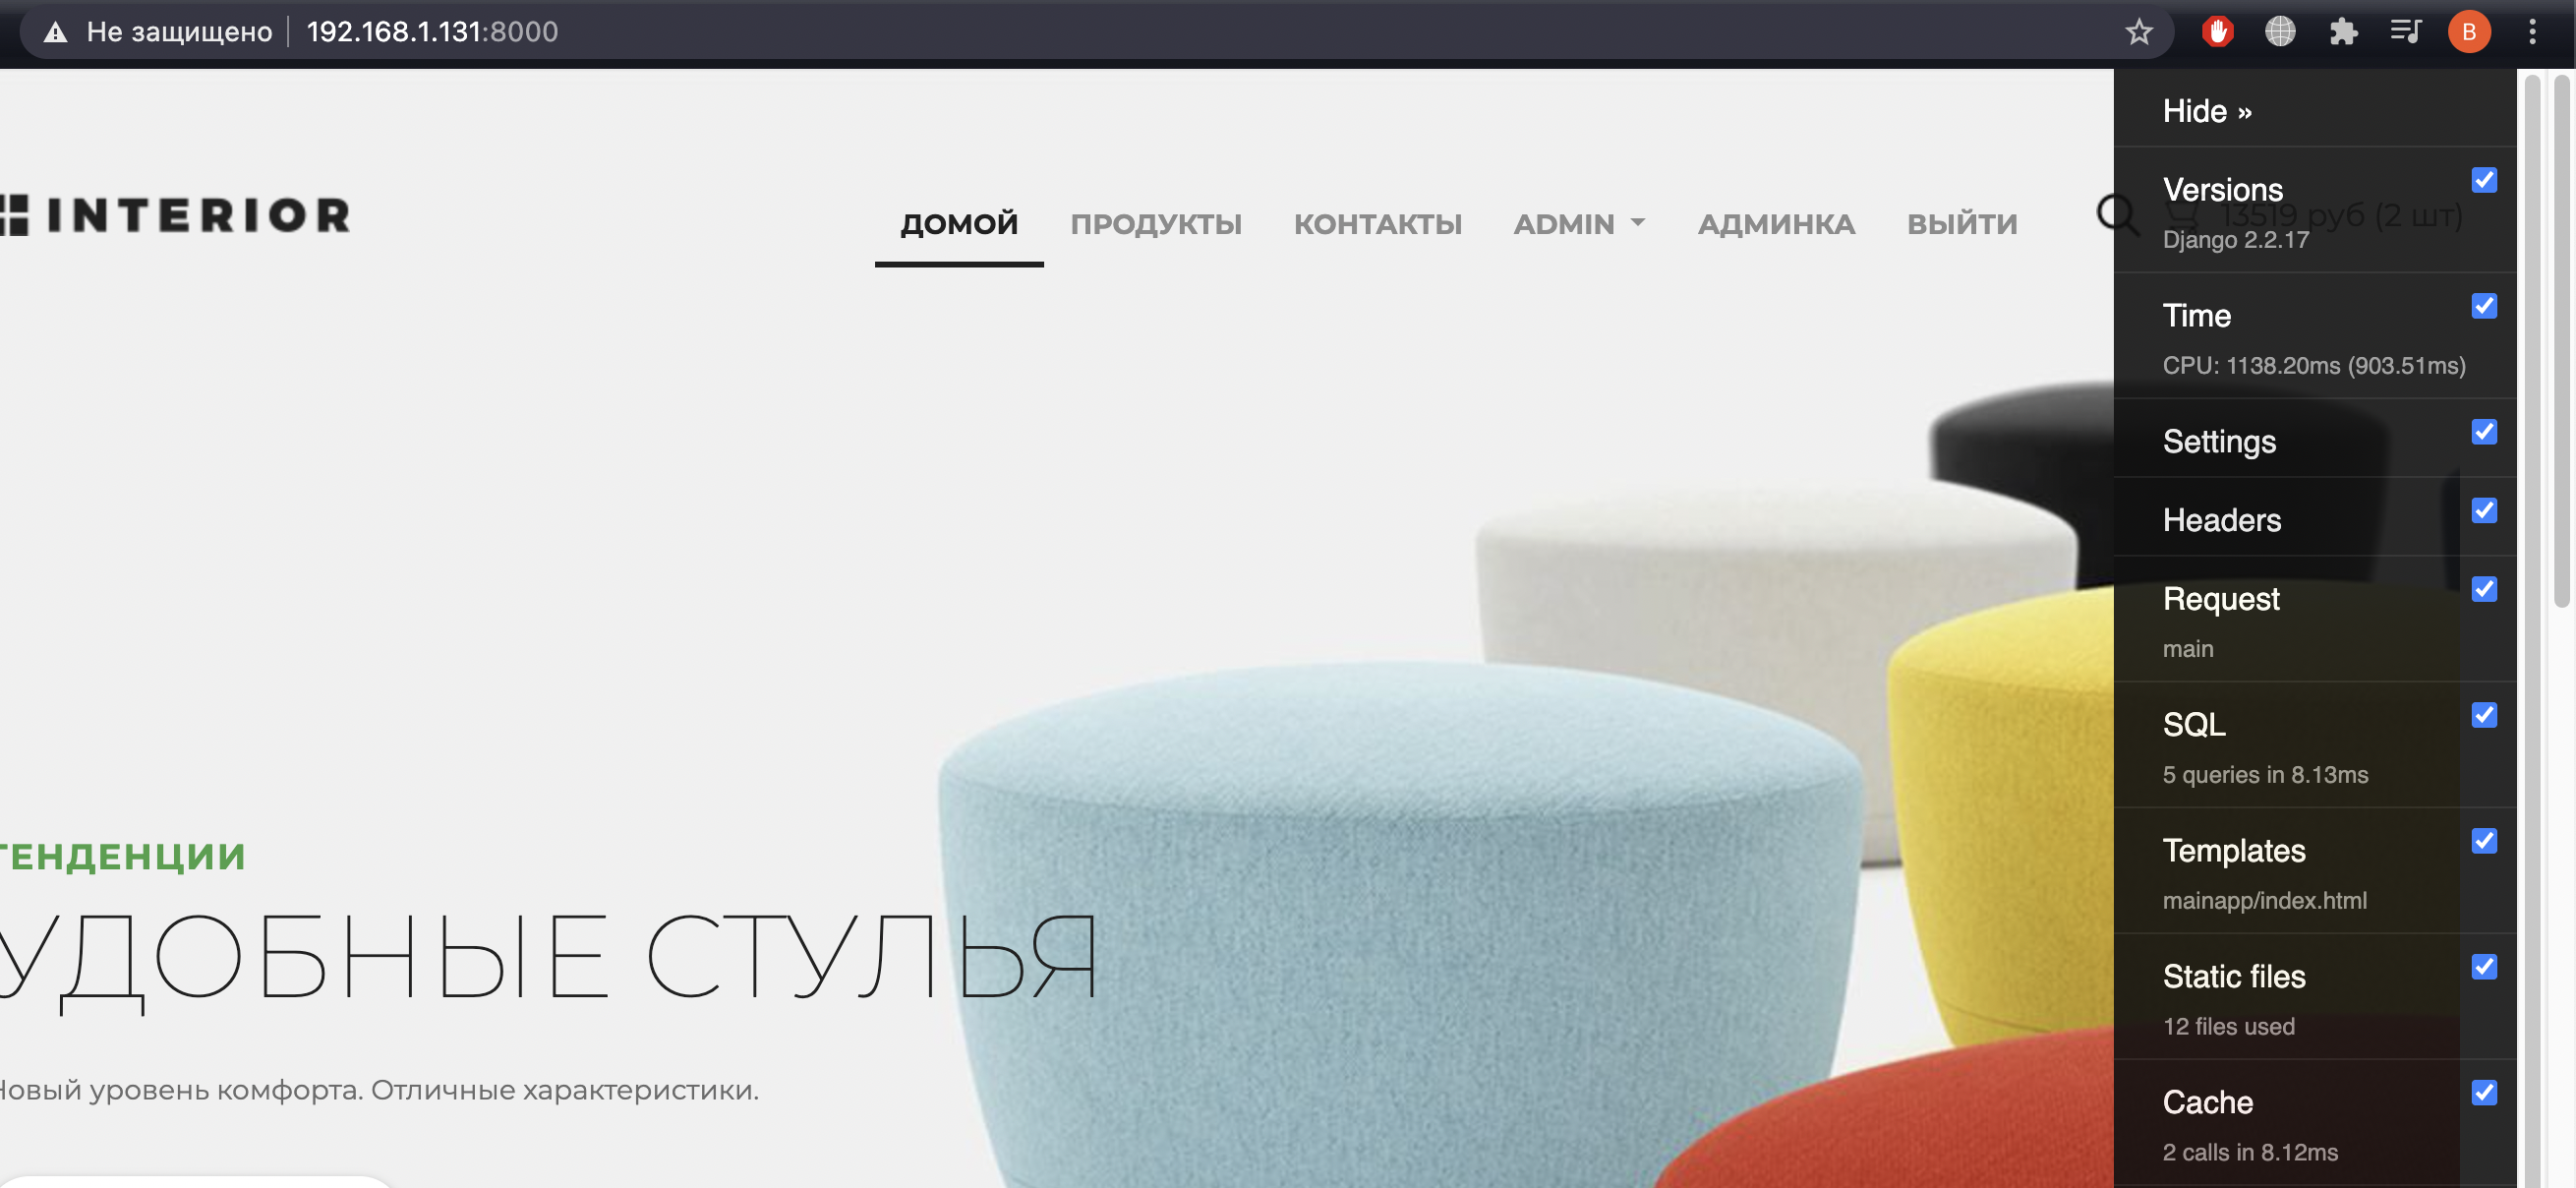 Не защищено 192.168.1.131:8000
B
INTERIOR
ДОМОЙ ПРОДУКТЫ КОНТАКТЫ ADMIN АДМИНКА ВЫЙТИ
13519 руб (2 шт)
ТЕНДЕНЦИИ
УДОБНЫЕ СТУЛЬЯ
Новый уровень комфорта. Отличные характеристики.
Hide »
Versions
Django 2.2.17
Time
CPU: 1138.20ms (903.51ms)
Settings
Headers
Request
main
SQL
5 queries in 8.13ms
Templates
mainapp/index.html
Static files
12 files used
Cache
2 calls in 8.12ms